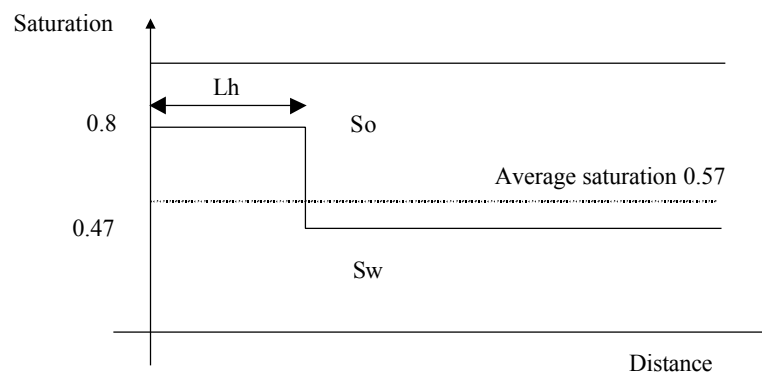 Saturation
Lh
0.8
So
Average saturation 0.57
0.47
Sw
Distance